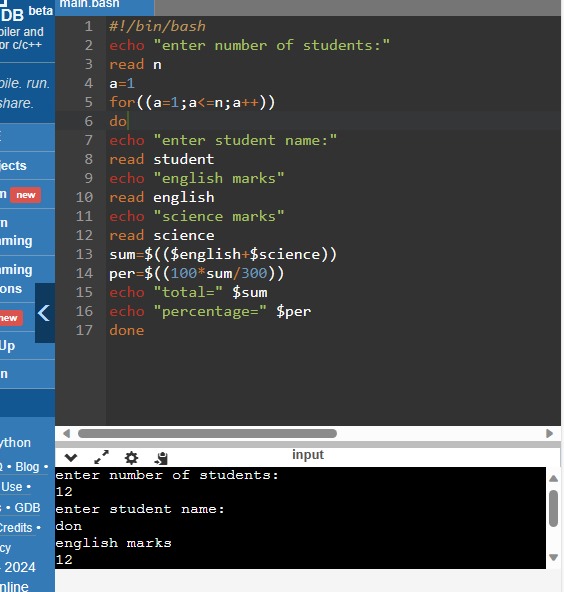 DB beta
piler and
or c/c++
pile. run.
share.
jects
new
ming
ming
ons
new
Up
ython
• Blog •
Use •
• GDB
Credits •
cy
2024
nline
main.bash
1 #!/bin/bash
2 echo "enter number of students:"
3 read n
4 a=1
5 for((a=1;a<=n;a++))
6 do
7 echo "enter student name:"
8 read student
9 echo "english marks"
10 read english
11 echo "science marks"
12 read science
13 sum=$(($english+$science))
14 per=$((100*sum/300))
15 echo "total=" $sum
16 echo "percentage=" $per
17 done
input
enter number of students:
12
enter student name:
don
english marks
12